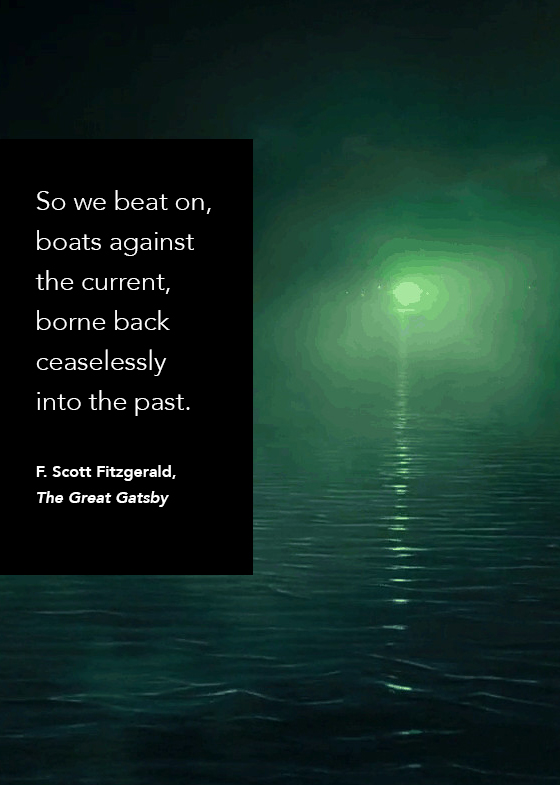 So we beat on,
boats against
the current,
borne back
ceaselessly
into the past.
F. Scott Fitzgerald,
The Great Gatsby